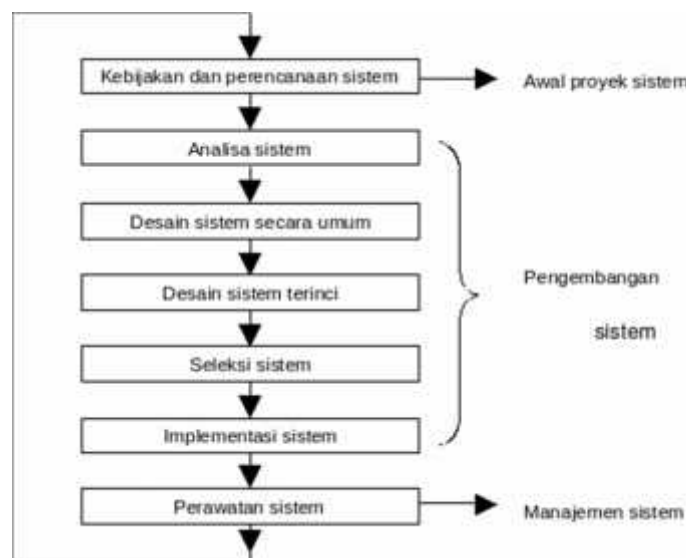 Kebijakan dan perencanaan sistem
Awal proyek sistem
Analisa sistem
Desain sistem secara umum
Desain sistem terinci
Pengembangan
sistem
Seleksi sistem
Implementasi sistem
Perawatan sistem
Manajemen sistem